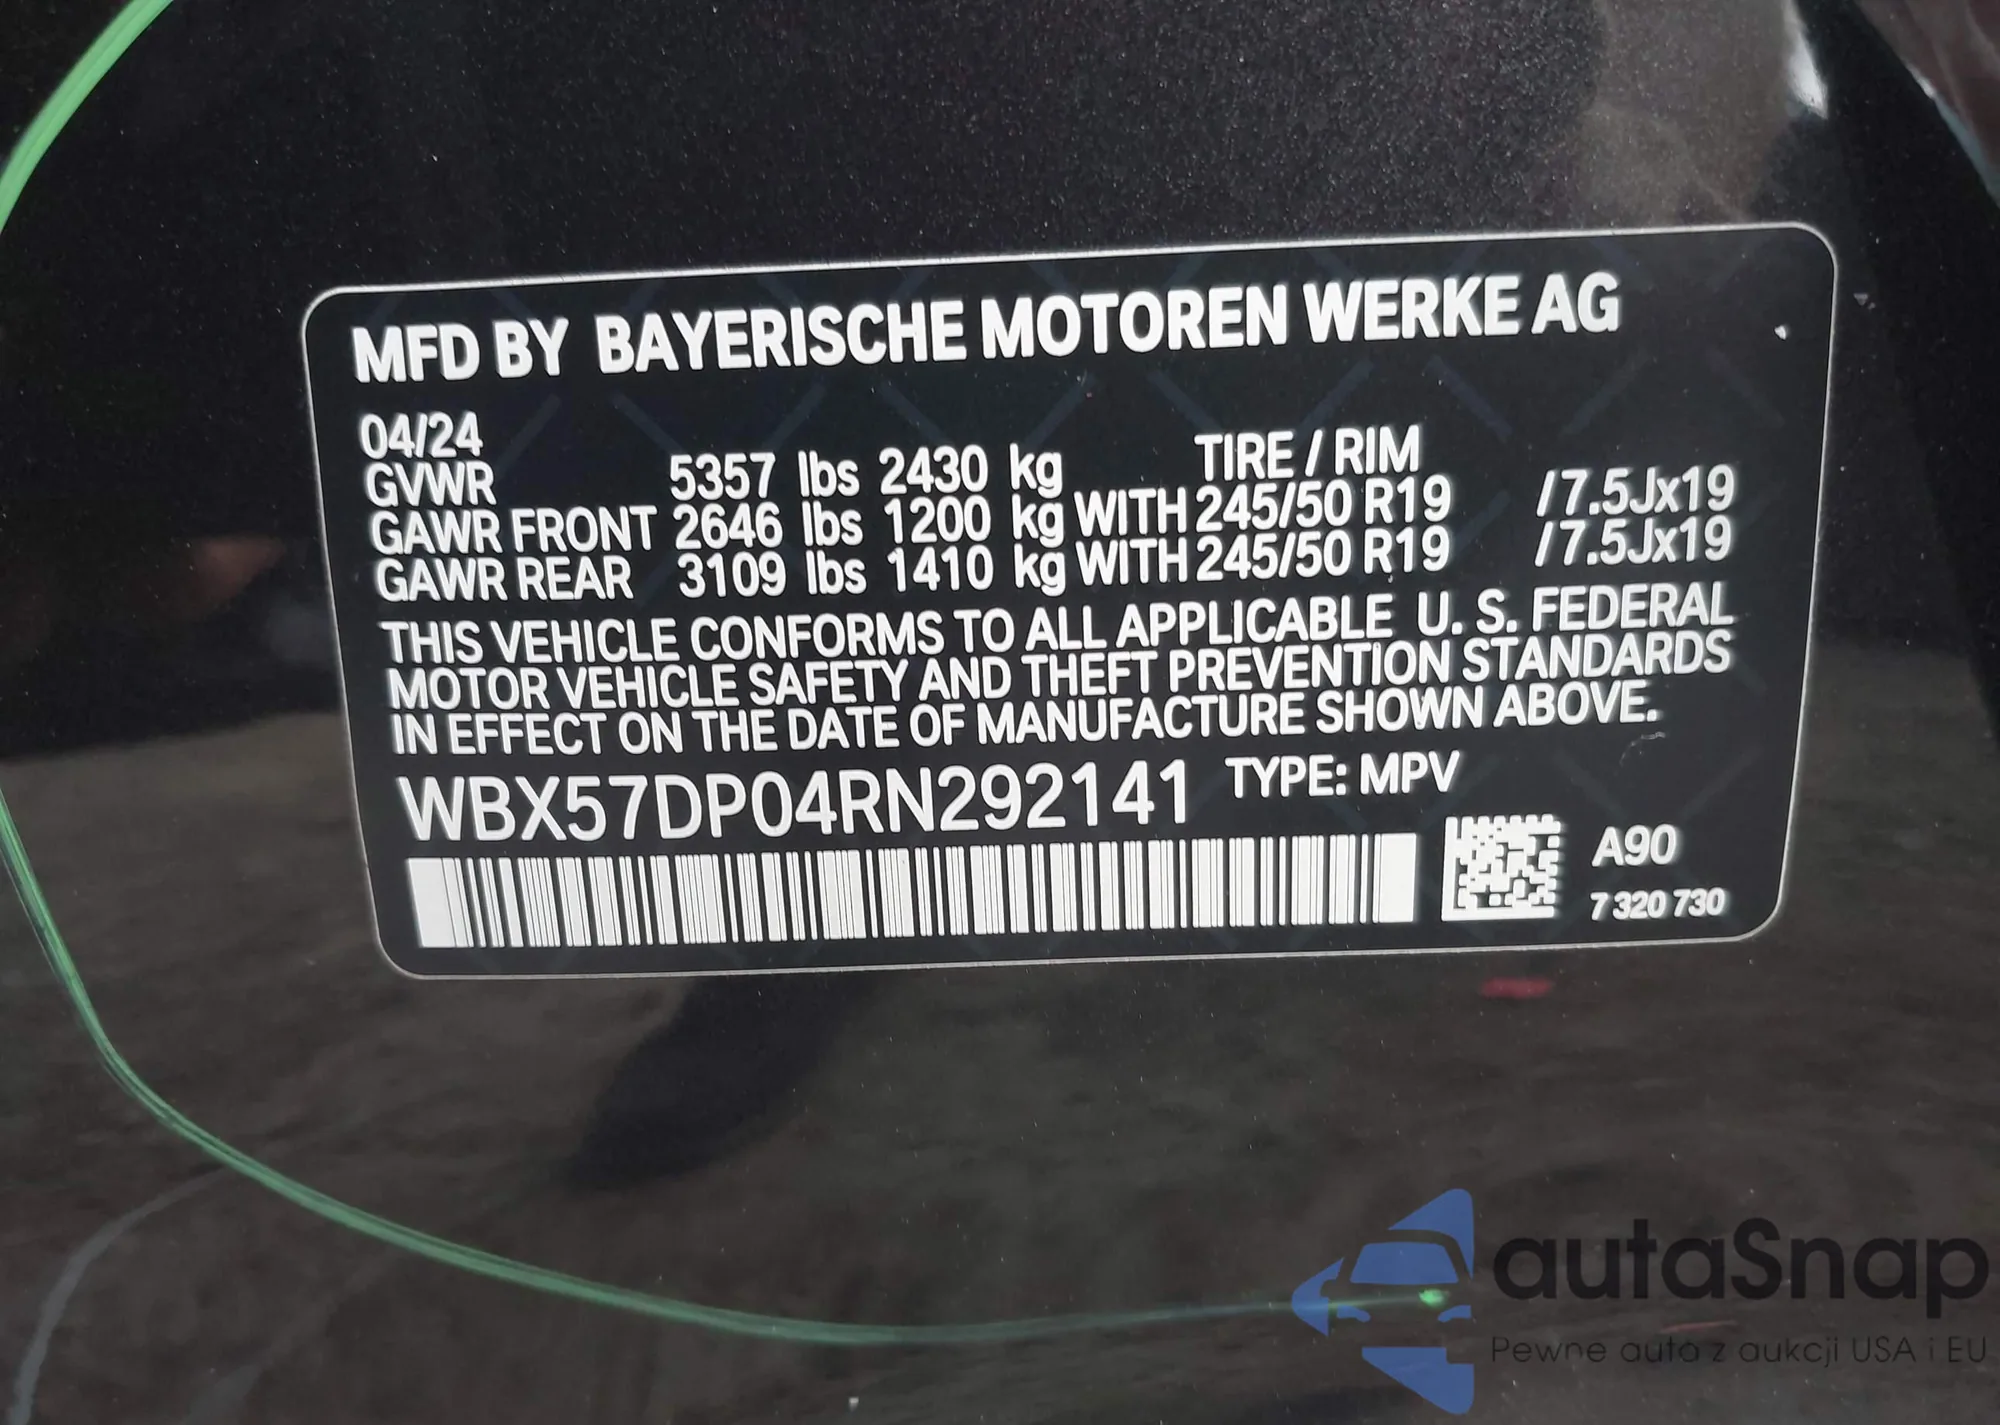 MFD BY BAYERISCHE MOTOREN WERKE AG
04/24 TIRE / RIM
GVWR 5357 lbs 2430 kg
GAWR FRONT 2646 lbs 1200 kg WITH 245/50 R19 /7.5Jx19
GAWR REAR 3109 lbs 1410 kg WITH 245/50 R19 /7.5Jx19
THIS VEHICLE CONFORMS TO ALL APPLICABLE U. S. FEDERAL
MOTOR VEHICLE SAFETY AND THEFT PREVENTION STANDARDS
IN EFFECT ON THE DATE OF MANUFACTURE SHOWN ABOVE.
WBX57DP04RN292141 TYPE: MPV
A90
7 320 730
autaSnap
Pewne auta z aukcji USA i EU